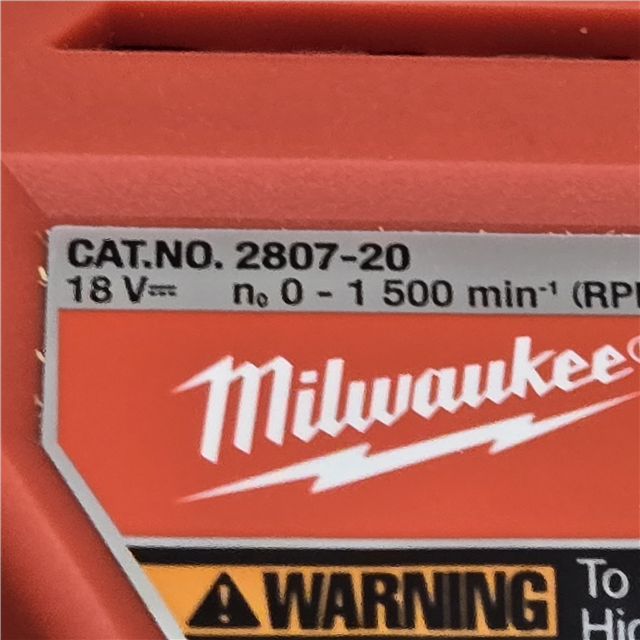 CAT.NO. 2807-20
18 V⎓ n₀ 0 - 1 500 min⁻¹ (RP
Milwaukee
WARNING
To
Hi